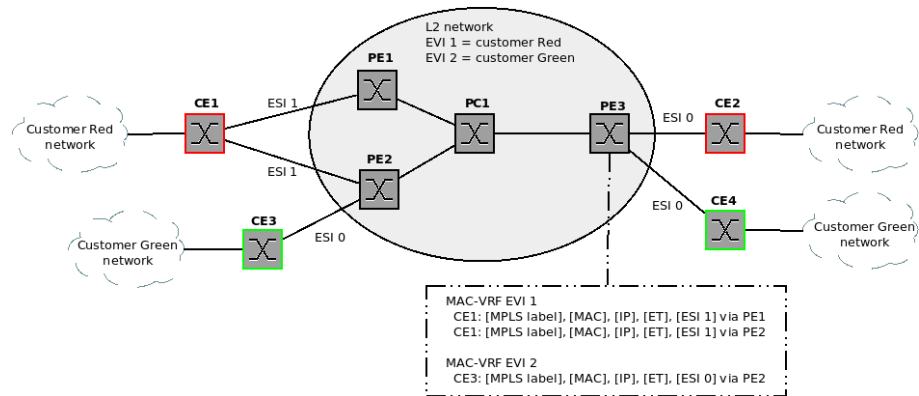 L2 network
EVI 1 = customer Red
EVI 2 = customer Green
PE1
CE1
ESI 1
PC1
PE3
CE2
ESI 0
Customer Red
network
Customer Red
network
PE2
ESI 1
CE3
ESI 0
ESI 0
CE4
Customer Green
network
Customer Green
network
MAC-VRF EVI 1
CE1: [MPLS label], [MAC], [IP], [ET], [ESI 1] via PE1
CE1: [MPLS label], [MAC], [IP], [ET], [ESI 1] via PE2
MAC-VRF EVI 2
CE3: [MPLS label], [MAC], [IP], [ET], [ESI 0] via PE2